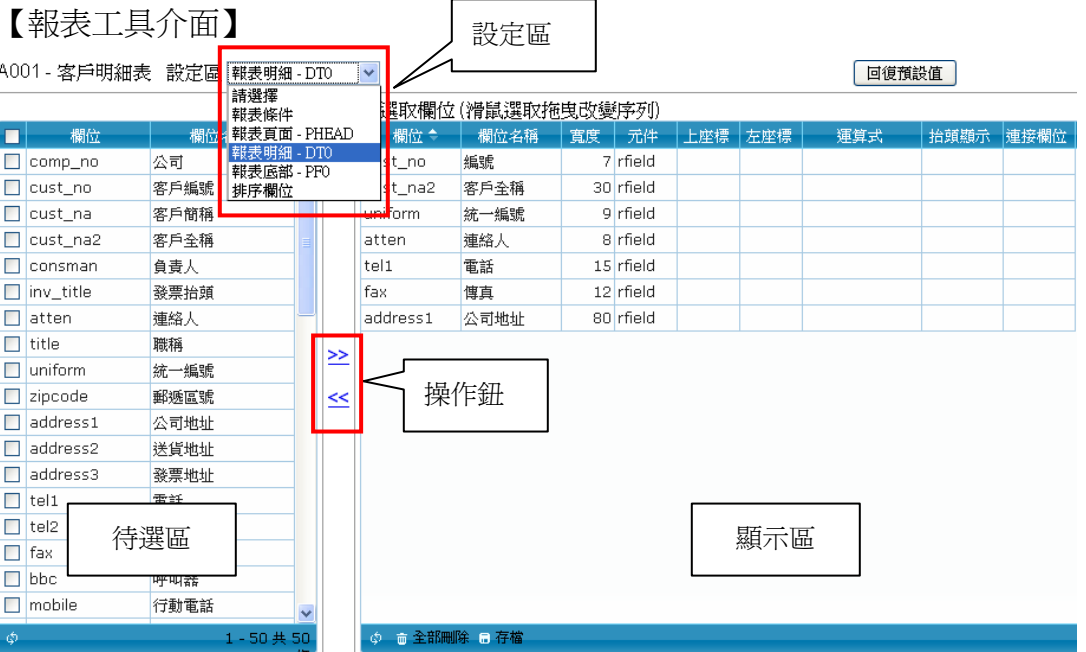 【報表工具介面】
設定區
A001 - 客戶明細表 設定區 報表明細 - DT0
回復預設值
請選擇
報表條件
報表頁面 - PHEAD
報表明細 - DT0
報表底部 - PF0
排序欄位
選取欄位 (滑鼠選取拖曳改變序列)
欄位 欄位
comp_no 公司
cust_no 客戶編號
cust_na 客戶簡稱
cust_na2 客戶全稱
consman 負責人
inv_title 發票抬頭
atten 連絡人
title 職稱
uniform 統一編號
zipcode 郵遞區號
address1 公司地址
address2 送貨地址
address3 發票地址
tel1 電話
tel2
fax
bbc 呼叫器
mobile 行動電話
待選區
1 - 50 共 50
>>
<<
操作鈕
欄位 欄位名稱 寬度 元件 上座標 左座標 運算式 抬頭顯示 連接欄位
st_no 編號 7 rfield
st_na2 客戶全稱 30 rfield
uniform 統一編號 9 rfield
atten 連絡人 8 rfield
tel1 電話 15 rfield
fax 傳真 12 rfield
address1 公司地址 80 rfield
顯示區
全部刪除 存檔